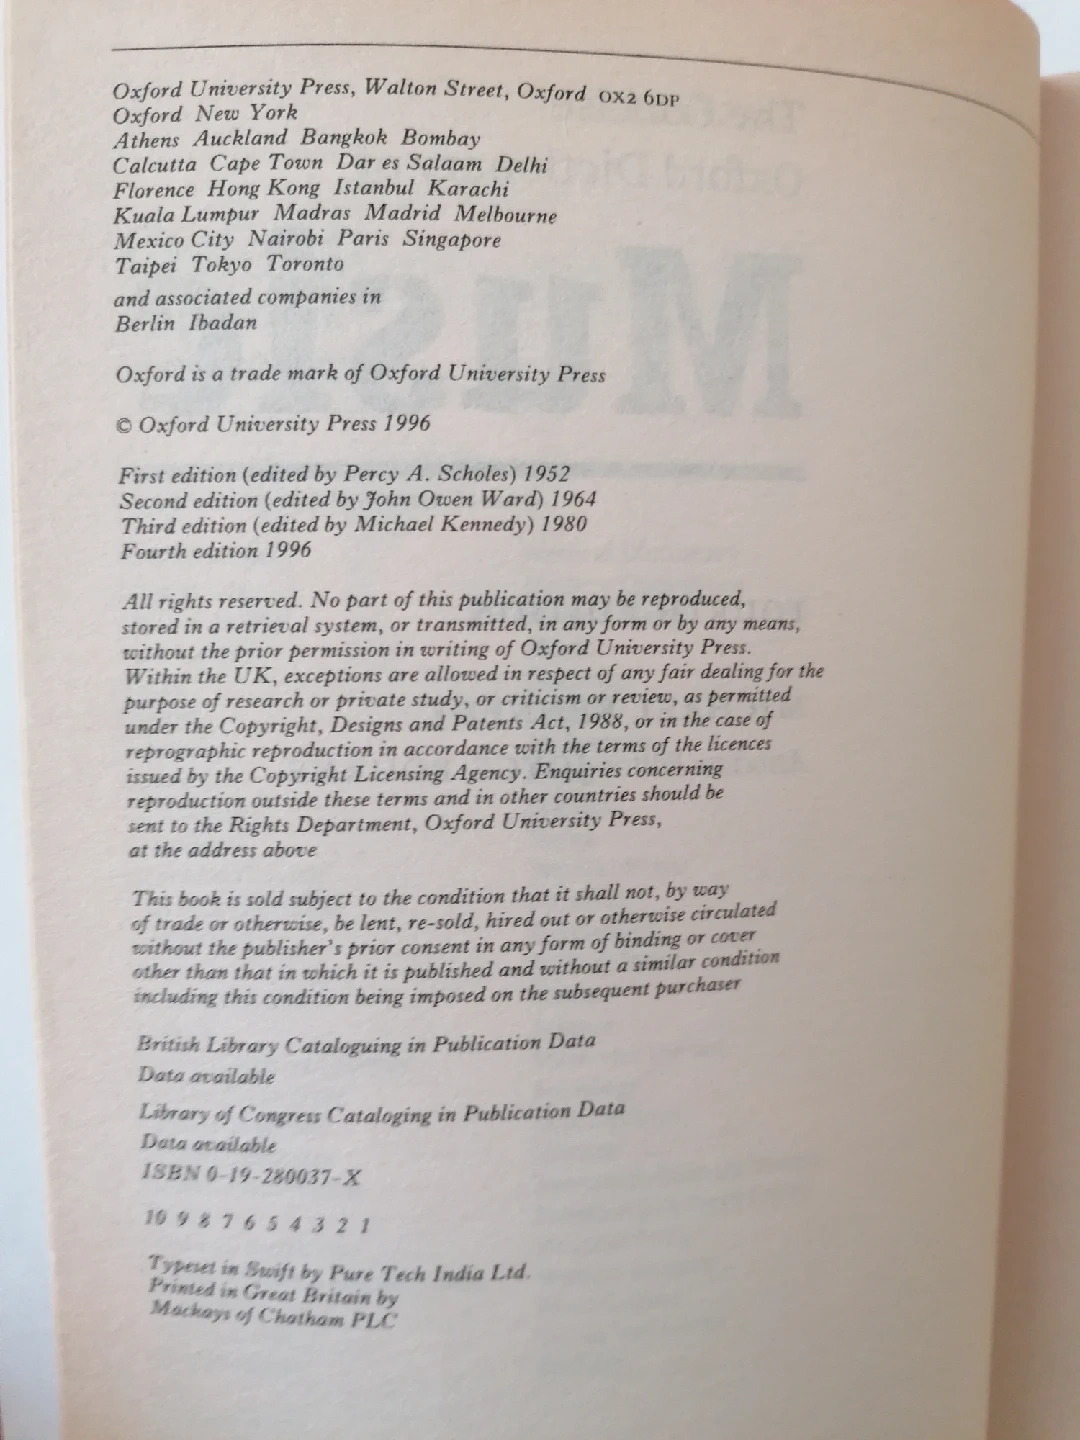 Oxford University Press, Walton Street, Oxford OX2 6DP
Oxford New York
Athens Auckland Bangkok Bombay
Calcutta Cape Town Dar es Salaam Delhi
Florence Hong Kong Istanbul Karachi
Kuala Lumpur Madras Madrid Melbourne
Mexico City Nairobi Paris Singapore
Taipei Tokyo Toronto
and associated companies in
Berlin Ibadan
Oxford is a trade mark of Oxford University Press
© Oxford University Press 1996
First edition (edited by Percy A. Scholes) 1952
Second edition (edited by John Owen Ward) 1964
Third edition (edited by Michael Kennedy) 1980
Fourth edition 1996
All rights reserved. No part of this publication may be reproduced,
stored in a retrieval system, or transmitted, in any form or by any means,
without the prior permission in writing of Oxford University Press.
Within the UK, exceptions are allowed in respect of any fair dealing for the
purpose of research or private study, or criticism or review, as permitted
under the Copyright, Designs and Patents Act, 1988, or in the case of
reprographic reproduction in accordance with the terms of the licences
issued by the Copyright Licensing Agency. Enquiries concerning
reproduction outside these terms and in other countries should be
sent to the Rights Department, Oxford University Press,
at the address above
This book is sold subject to the condition that it shall not, by way
of trade or otherwise, be lent, re-sold, hired out or otherwise circulated
without the publisher's prior consent in any form of binding or cover
other than that in which it is published and without a similar condition
including this condition being imposed on the subsequent purchaser
British Library Cataloguing in Publication Data
Data available
Library of Congress Cataloging in Publication Data
Data available
ISBN 0-19-280037-X
10 9 8 7 6 5 4 3 2 1
Typeset in Swift by Pure Tech India Ltd.
Printed in Great Britain by
Mackays of Chatham PLC